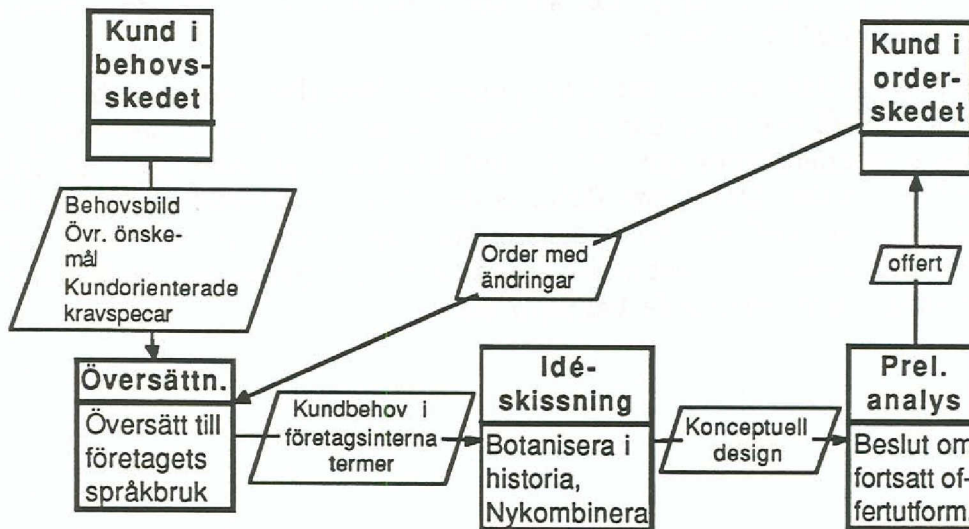 Kund i
behovs-
skedet
Kund i
order-
skedet
Behovsbild
Övr. önske-
mål
Kundorienterade
kravspecar
Order med
ändringar
offert
Översättn.
Översätt till
företagets
språkbruk
Kundbehov i
företagsinterna
termer
Idé-
skissning
Botanisera i
historia,
Nykombinera
Konceptuell
design
Prel.
analys
Beslut om
fortsatt of-
fertutform.